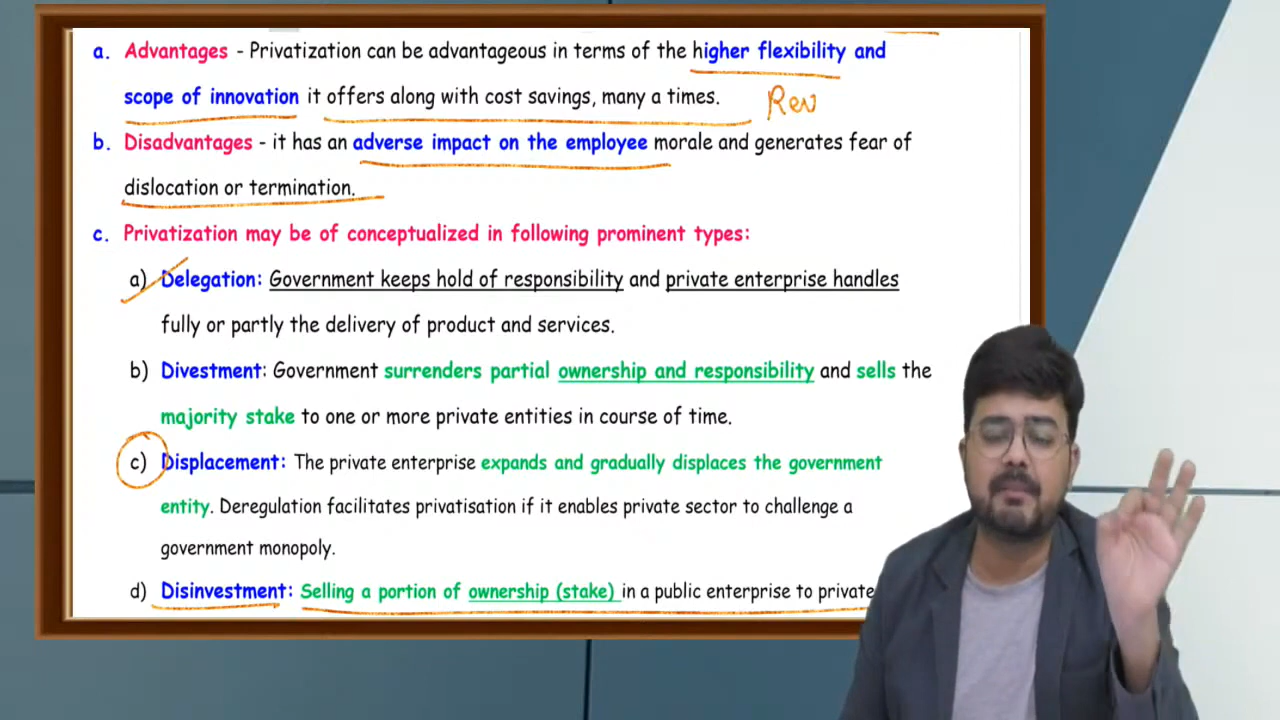 a. Advantages - Privatization can be advantageous in terms of the higher flexibility and
scope of innovation it offers along with cost savings, many a times. Rev
b. Disadvantages - it has an adverse impact on the employee morale and generates fear of
dislocation or termination.
c. Privatization may be of conceptualized in following prominent types:
a) Delegation: Government keeps hold of responsibility and private enterprise handles
fully or partly the delivery of product and services.
b) Divestment: Government surrenders partial ownership and responsibility and sells the
majority stake to one or more private entities in course of time.
c) Displacement: The private enterprise expands and gradually displaces the government
entity. Deregulation facilitates privatisation if it enables private sector to challenge a
government monopoly.
d) Disinvestment: Selling a portion of ownership (stake) in a public enterprise to private